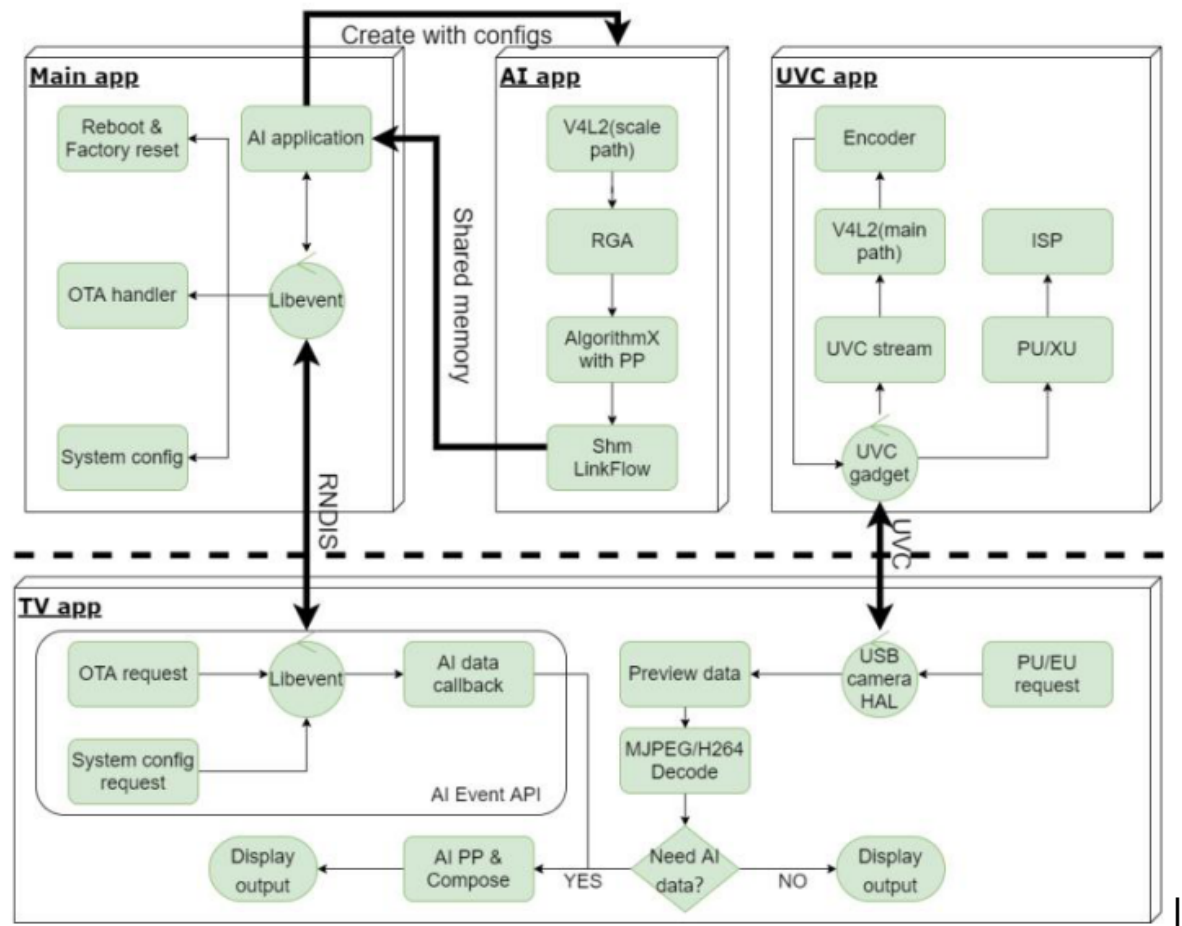 Create with configs
Main app
Reboot &
Factory reset
AI application
OTA handler
Libevent
System config
Shared memory
RNDIS
AI app
V4L2(scale
path)
RGA
AlgorithmX
with PP
Shm
LinkFlow
UVC app
Encoder
V4L2(main
path)
ISP
UVC stream
PU/XU
UVC
gadget
UVC
TV app
OTA request
Libevent
AI data
callback
System config
request
AI Event API
Preview data
USB
camera
HAL
PU/EU
request
MJPEG/H264
Decode
Need AI
data?
YES
NO
AI PP &
Compose
Display
output
Display
output